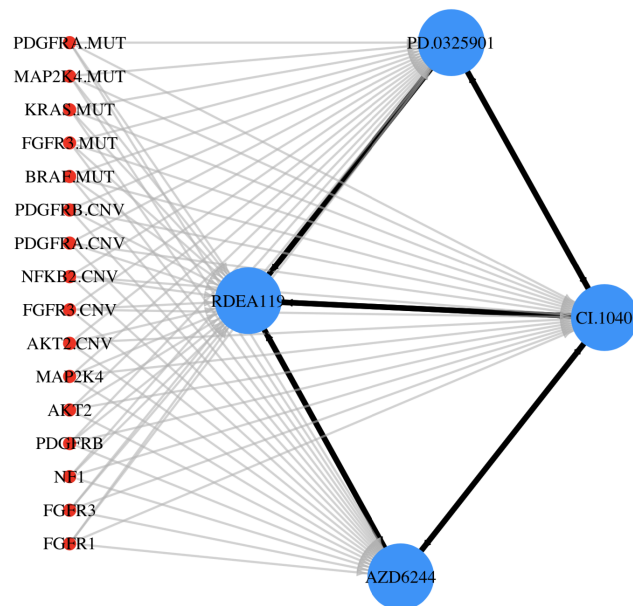 PDGFRA.MUT
PD.0325901
MAP2K4.MUT
KRAS.MUT
FGFR3.MUT
BRAF.MUT
PDGFRB.CNV
PDGFRA.CNV
NFKB2.CNV
RDEA119
FGFR3.CNV
CI.1040
AKT2.CNV
MAP2K4
AKT2
PDGFRB
NF1
FGFR3
FGFR1
AZD6244